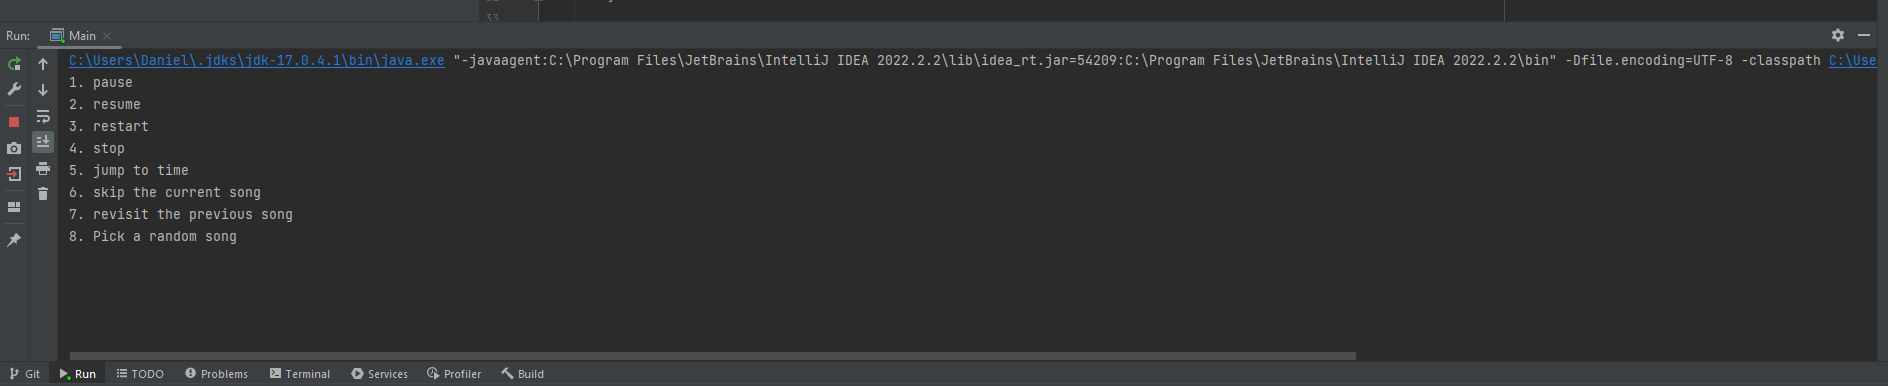 33
Run: Main
C:\Users\Daniel\.jdks\jdk-17.0.4.1\bin\java.exe "-javaagent:C:\Program Files\JetBrains\IntelliJ IDEA 2022.2.2\lib\idea_rt.jar=54209:C:\Program Files\JetBrains\IntelliJ IDEA 2022.2.2\bin" -Dfile.encoding=UTF-8 -classpath C:\Use
1. pause
2. resume
3. restart
4. stop
5. jump to time
6. skip the current song
7. revisit the previous song
8. Pick a random song
Git Run TODO Problems Terminal Services Profiler Build